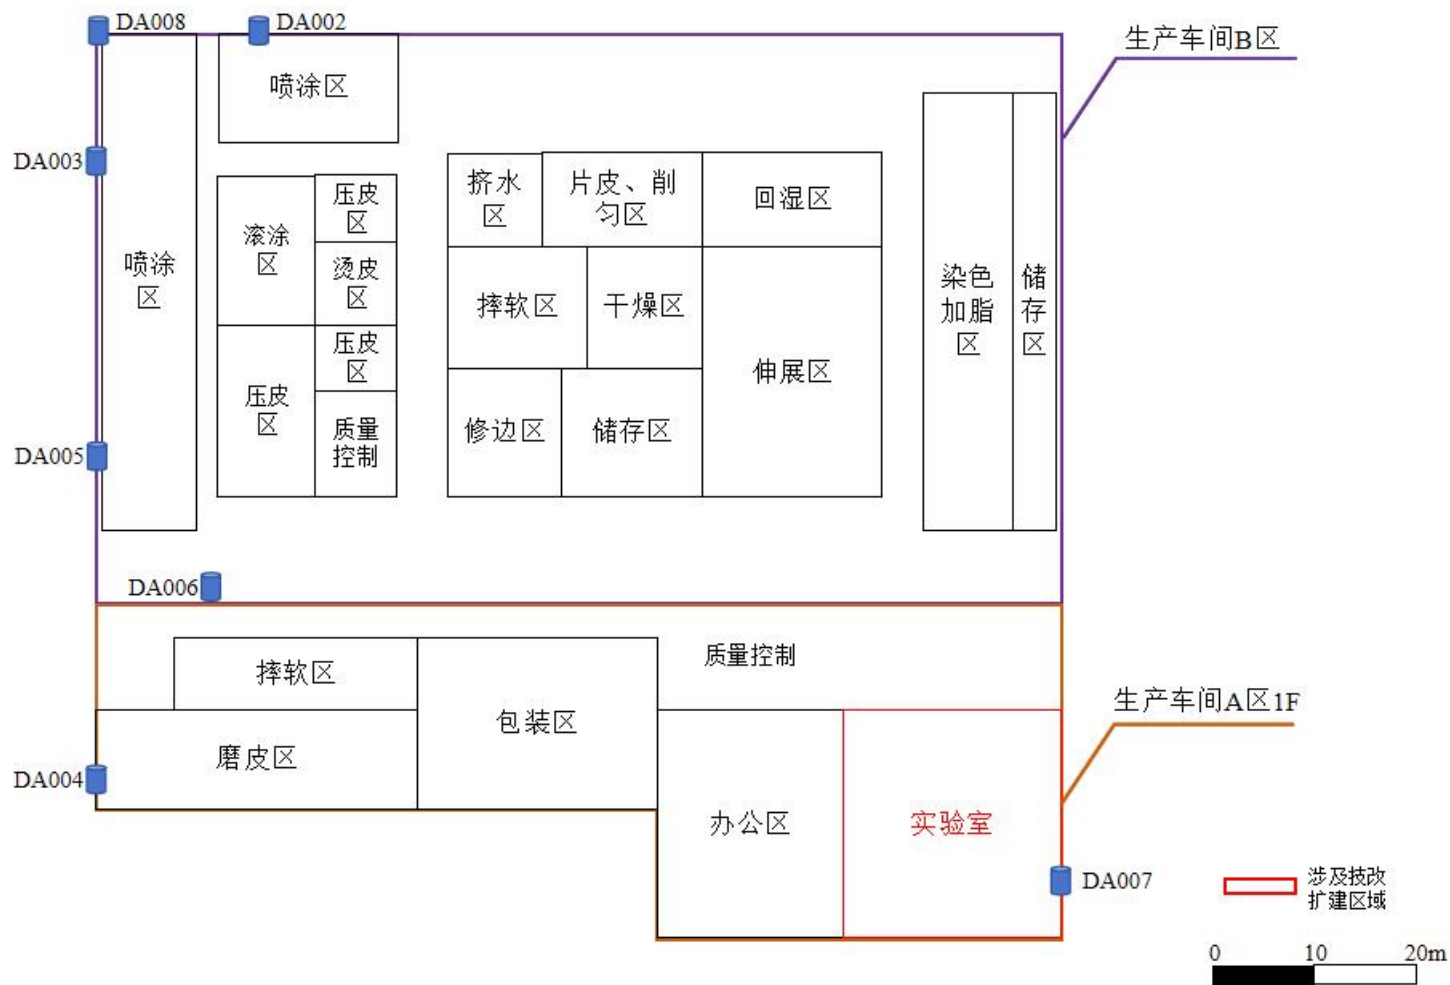 DA008
DA002
生产车间B区
喷涂区
DA003
挤水
区
片皮、削
匀区
回湿区
压皮
区
滚涂
区
喷涂
区
烫皮
区
摔软区
干燥区
染色
加脂
区
储
存
区
压皮
区
伸展区
压皮
区
质量
控制
修边区
储存区
DA005
DA006
质量控制
摔软区
生产车间A区1F
包装区
磨皮区
DA004
办公区
实验室
DA007
涉及技改
扩建区域
0 10 20m